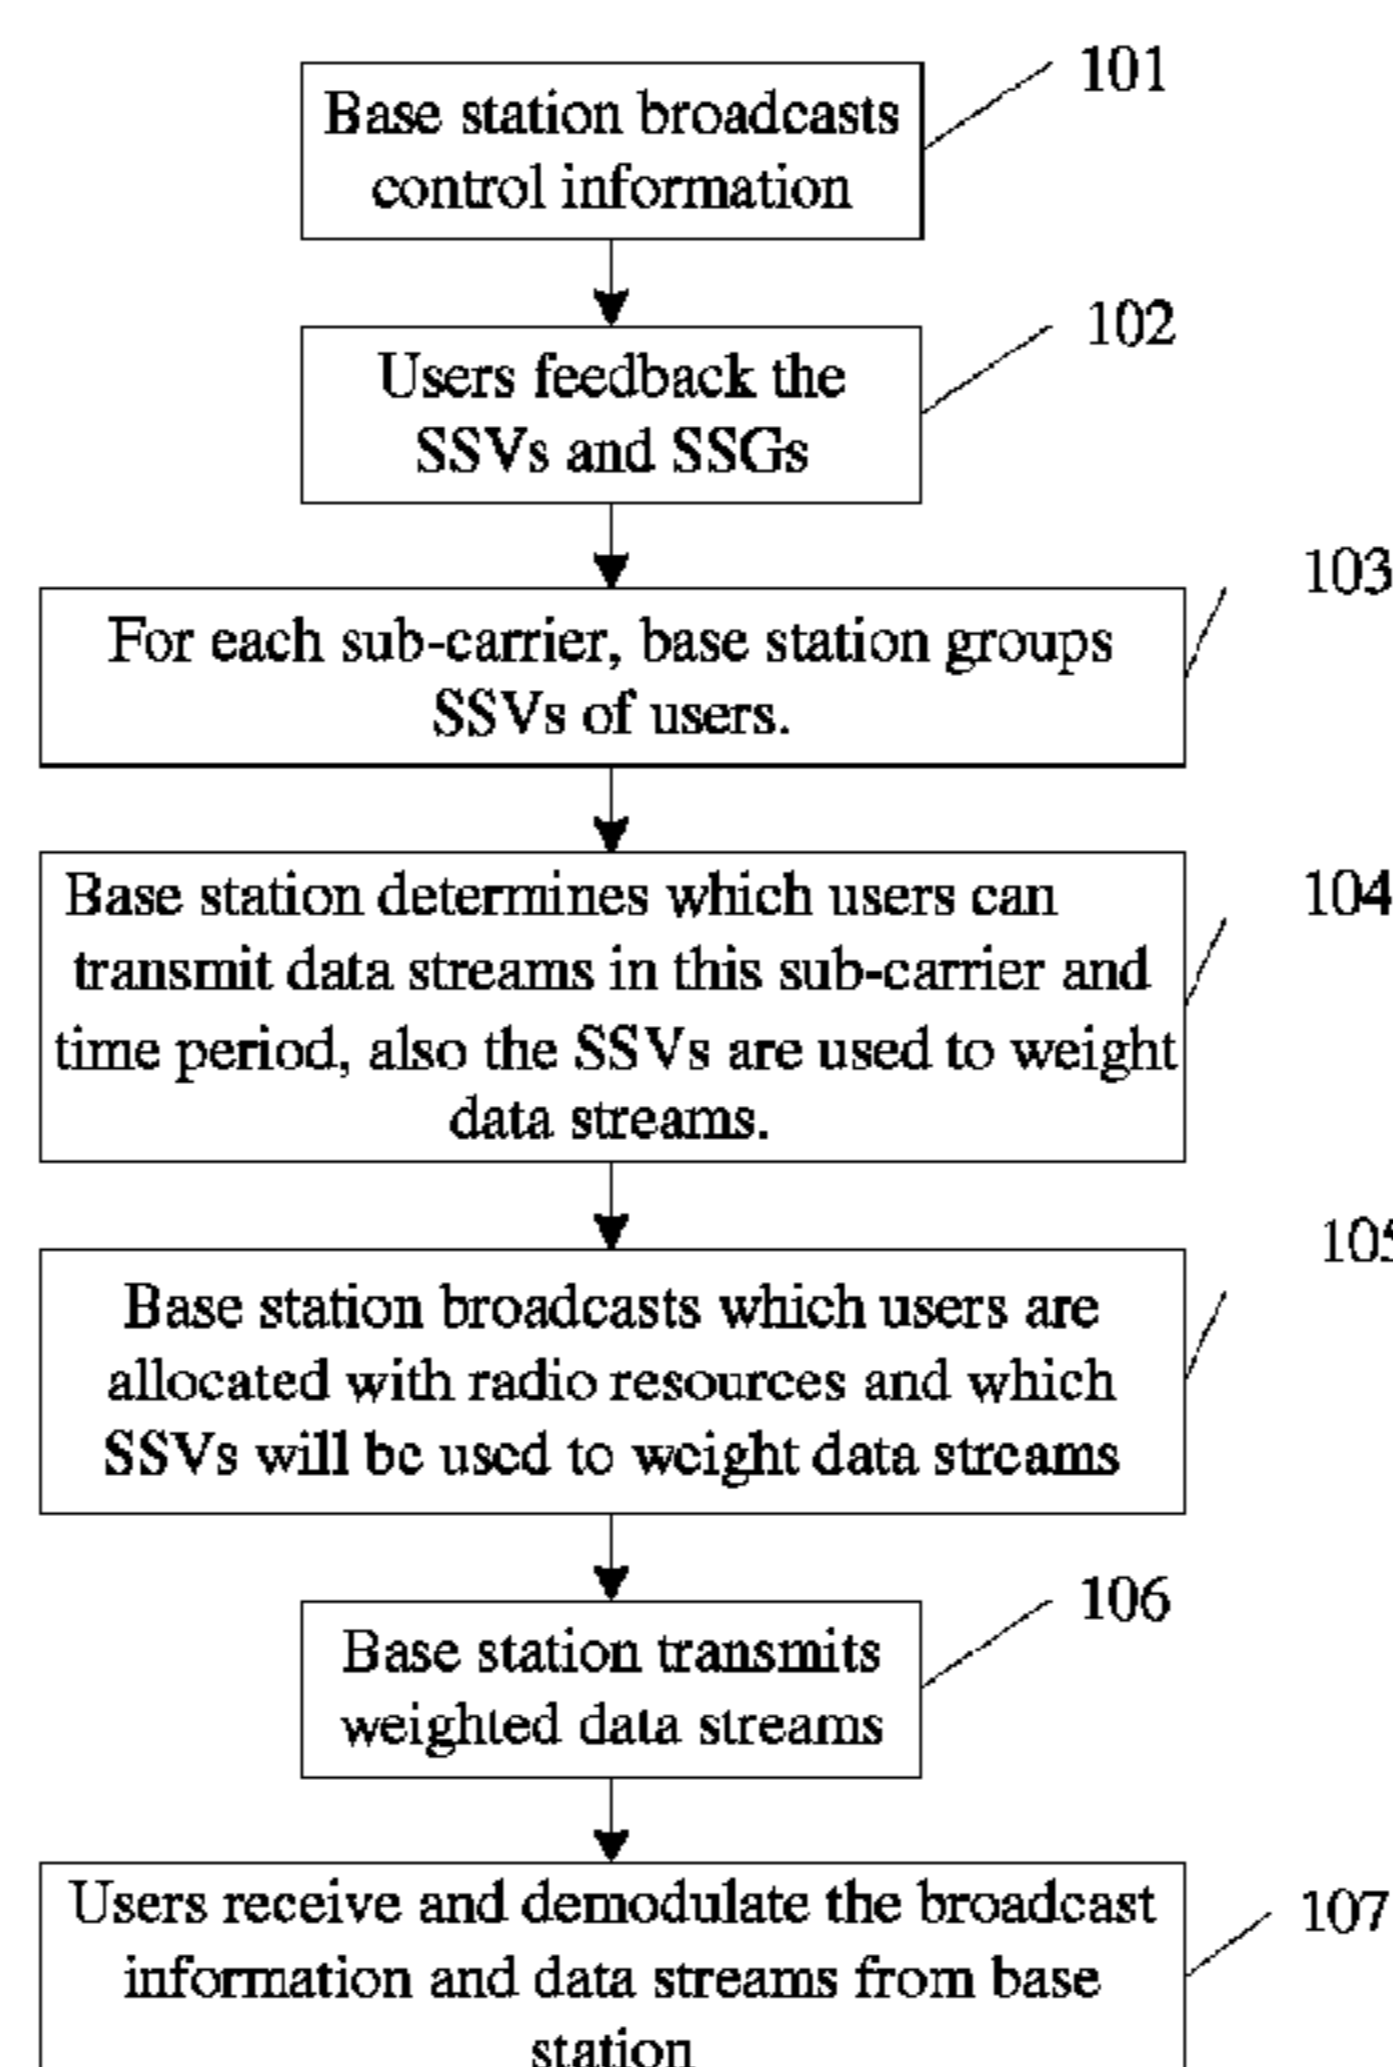 101
Base station broadcasts
control information
102
Users feedback the
SSVs and SSGs
103
For each sub-carrier, base station groups
SSVs of users.
104
Base station determines which users can
transmit data streams in this sub-carrier and
time period, also the SSVs are used to weight
data streams.
105
Base station broadcasts which users are
allocated with radio resources and which
SSVs will be used to weight data streams
106
Base station transmits
weighted data streams
107
Users receive and demodulate the broadcast
information and data streams from base
station